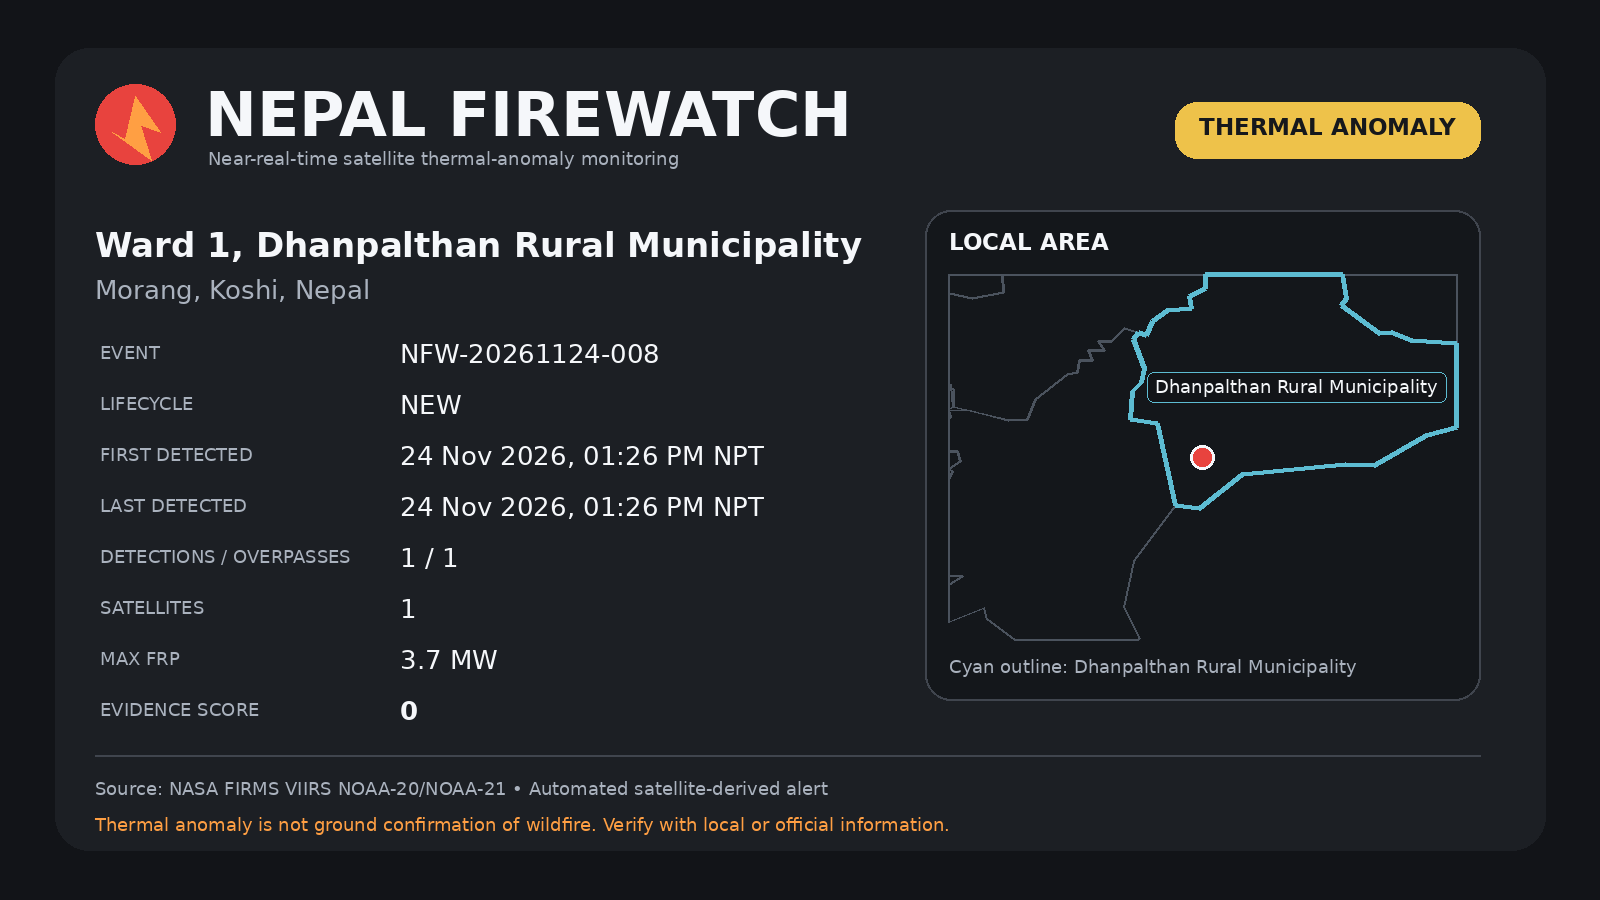 NEPAL FIREWATCH
Near-real-time satellite thermal-anomaly monitoring
THERMAL ANOMALY
Ward 1, Dhanpalthan Rural Municipality
Morang, Koshi, Nepal
EVENT NFW-20261124-008
LIFECYCLE NEW
FIRST DETECTED 24 Nov 2026, 01:26 PM NPT
LAST DETECTED 24 Nov 2026, 01:26 PM NPT
DETECTIONS / OVERPASSES 1 / 1
SATELLITES 1
MAX FRP 3.7 MW
EVIDENCE SCORE 0
LOCAL AREA
Dhanpalthan Rural Municipality
Cyan outline: Dhanpalthan Rural Municipality
Source: NASA FIRMS VIIRS NOAA-20/NOAA-21 • Automated satellite-derived alert
Thermal anomaly is not ground confirmation of wildfire. Verify with local or official information.